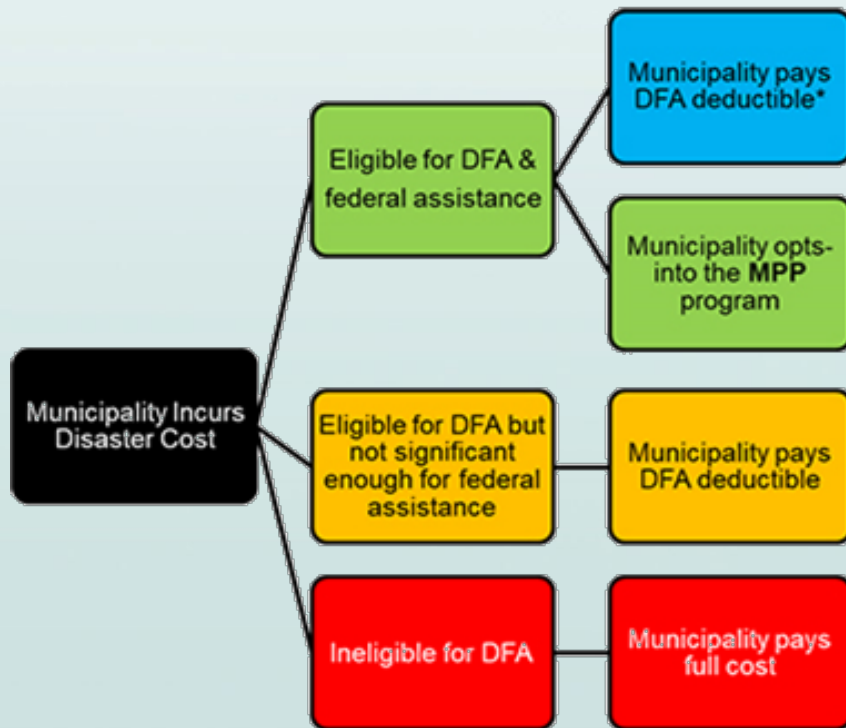 Municipality pays
DFA deductible*
Eligible for DFA &
federal assistance
Municipality opts-
into the MPP
program
Municipality Incurs
Disaster Cost
Eligible for DFA but
not significant
enough for federal
assistance
Municipality pays
DFA deductible
Ineligible for DFA
Municipality pays
full cost